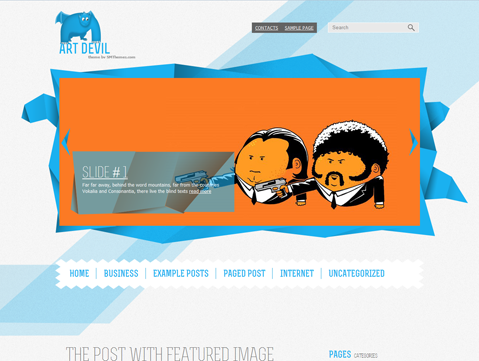 ART DEVIL
theme for WPThemes.com
CONTACTS SAMPLE PAGE
Search
SLIDE #1
Far far away, behind the word mountains, far from the countries
Vokalia and Consonantia, there live the blind texts read more
HOME BUSINESS EXAMPLE POSTS PAGED POST INTERNET UNCATEGORIZED
THE POST WITH FEATURED IMAGE
PAGES CATEGORIES